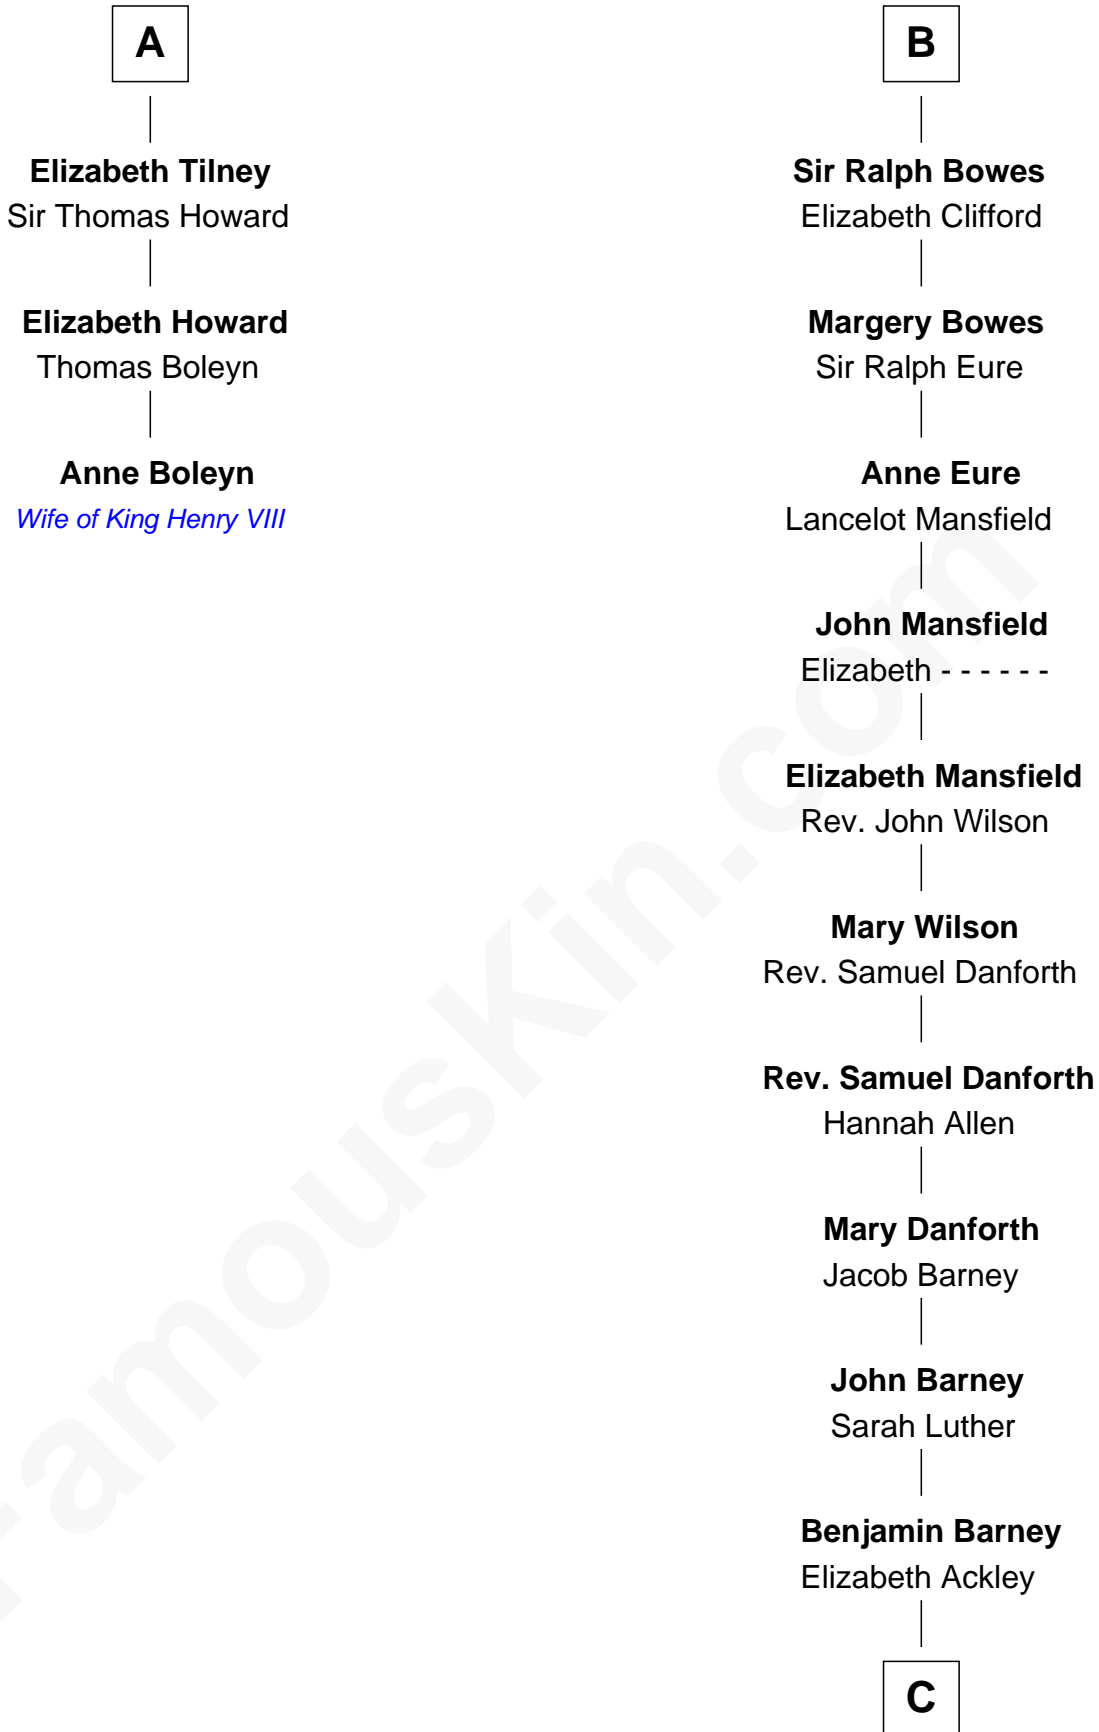 A
Elizabeth Tilney
Sir Thomas Howard
Elizabeth Howard
Thomas Boleyn
Anne Boleyn
Wife of King Henry VIII
B
Sir Ralph Bowes
Elizabeth Clifford
Margery Bowes
Sir Ralph Eure
Anne Eure
Lancelot Mansfield
John Mansfield
Elizabeth - - - - - -
Elizabeth Mansfield
Rev. John Wilson
Mary Wilson
Rev. Samuel Danforth
Rev. Samuel Danforth
Hannah Allen
Mary Danforth
Jacob Barney
John Barney
Sarah Luther
Benjamin Barney
Elizabeth Ackley
C
FamousKin.com